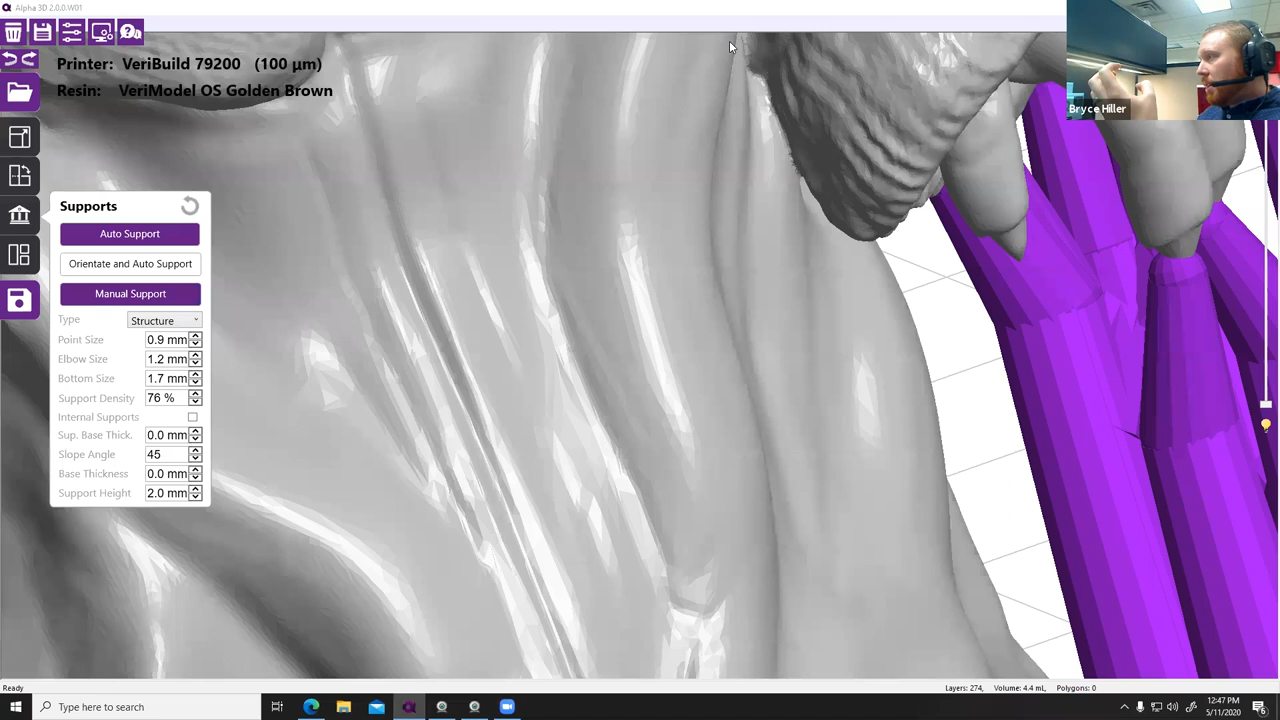 Alpha 3D 2.0.0.W01
Printer: VeriBuild 79200 (100 µm)
Resin: VeriModel OS Golden Brown
Bryce Hiller
Supports
Auto Support
Orientate and Auto Support
Manual Support
Type Structure
Point Size 0.9 mm
Elbow Size 1.2 mm
Bottom Size 1.7 mm
Support Density 76 %
Internal Supports
Sup. Base Thick. 0.0 mm
Slope Angle 45
Base Thickness 0.0 mm
Support Height 2.0 mm
Ready
Layers: 274, Volume: 4.4 mL, Polygons: 0
Type here to search
12:47 PM
5/11/2020
6